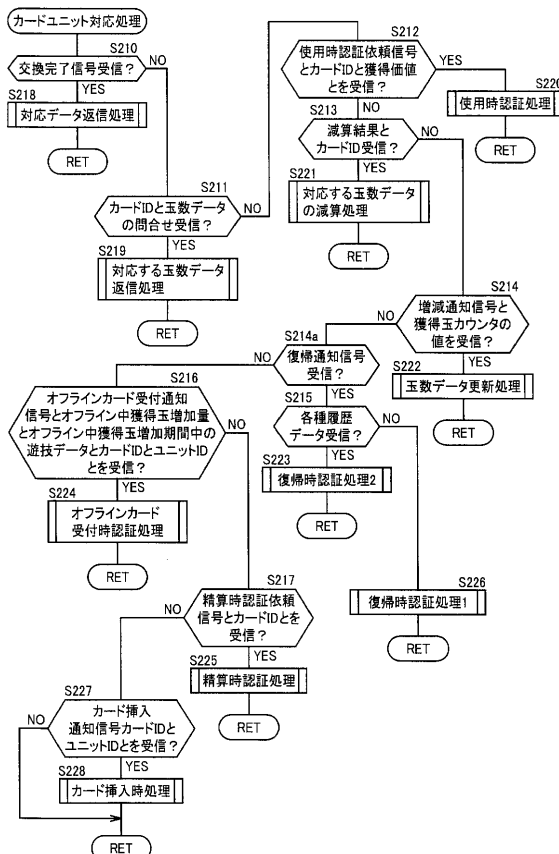 カードユニット対応処理
S210
交換完了信号受信？
NO
YES
S218
対応データ返信処理
RET
S211
カードIDと玉数データ
の問合せ受信？
NO
YES
S219
対応する玉数データ
返信処理
RET
S212
使用時認証依頼信号
とカードIDと獲得価値
とを受信？
YES
NO
S220
使用時認証処理
RET
S213
減算結果と
カードID受信？
NO
YES
S221
対応する玉数データ
の減算処理
RET
S214
増減通知信号と
獲得玉カウンタの
値を受信？
NO
YES
S222
玉数データ更新処理
RET
S214a
復帰通知信号
受信？
NO
YES
S215
各種履歴
データ受信？
NO
YES
S223
復帰時認証処理2
RET
S226
復帰時認証処理1
RET
S216
オフラインカード受付通知
信号とオフライン中獲得玉増加量
とオフライン中獲得玉増加期間中の
遊技データとカードIDとユニットID
とを受信？
NO
YES
S224
オフラインカード
受付時認証処理
RET
S217
精算時認証依頼
信号とカードIDとを
受信？
NO
YES
S225
精算時認証処理
RET
S227
カード挿入
通知信号カードIDと
ユニットIDとを受信？
NO
YES
S228
カード挿入時処理
RET